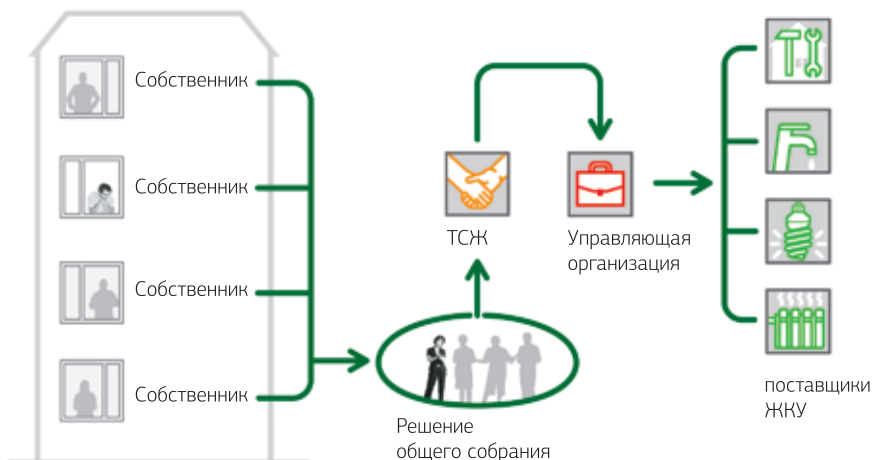 Собственник
Собственник
Собственник
Собственник
Решение
общего собрания
ТСЖ
Управляющая
организация
поставщики
ЖКУ